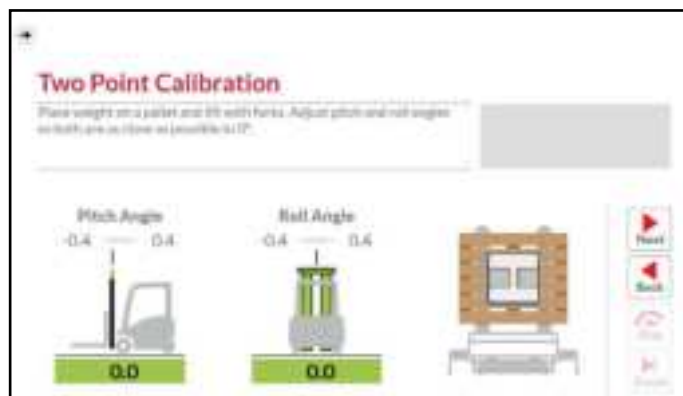 Two Point Calibration
Place weight on a pallet and lift with forks. Adjust pitch and roll angles
so both are as close as possible to 0°.
Pitch Angle
Roll Angle
-0.4
0.4
-0.4
0.4
Next
Back
0.0
0.0